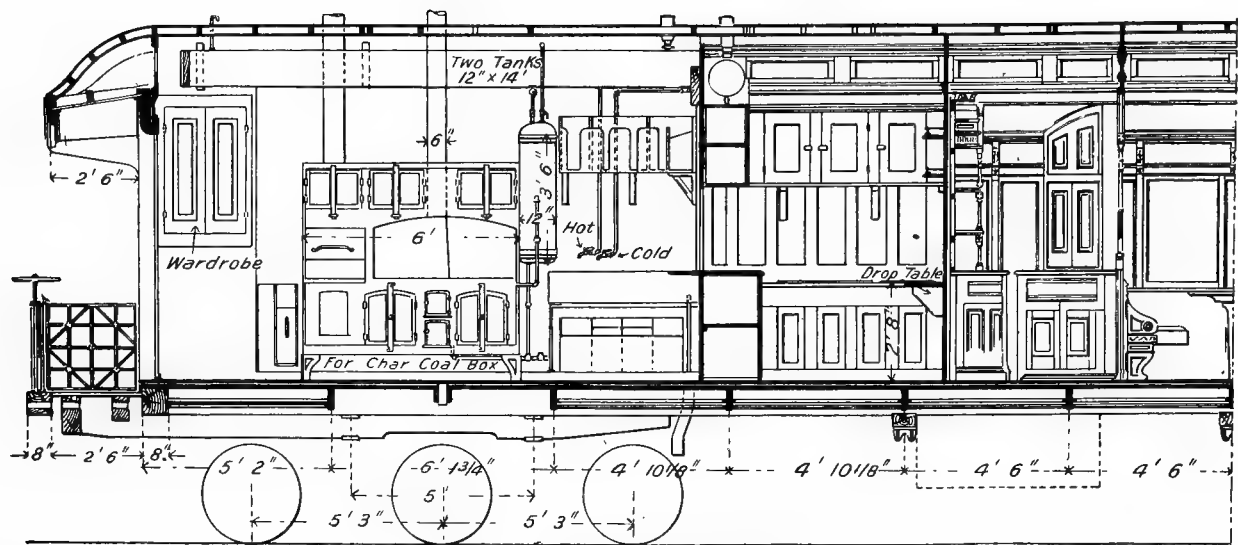 Two Tanks
12" x 14'
6"
3' 6"
2' 6"
12"
Hot
6'
Cold
Wardrobe
Drop Table
2' 8"
For Char Coal Box
8"
2' 6"
8"
5' 2"
6' 1 3/4"
4' 10 1/8"
4' 10 1/8"
4' 6"
4' 6"
5'
5' 3"
5' 3"